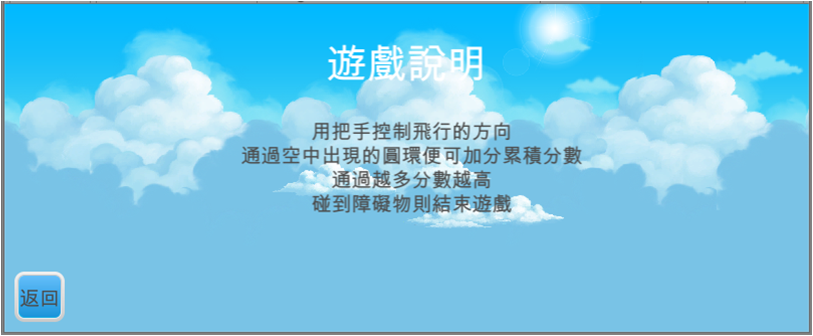 遊戲說明
用把手控制飛行的方向
通過空中出現的圓環便可加分累積分數
通過越多分數越高
碰到障礙物則結束遊戲
返回